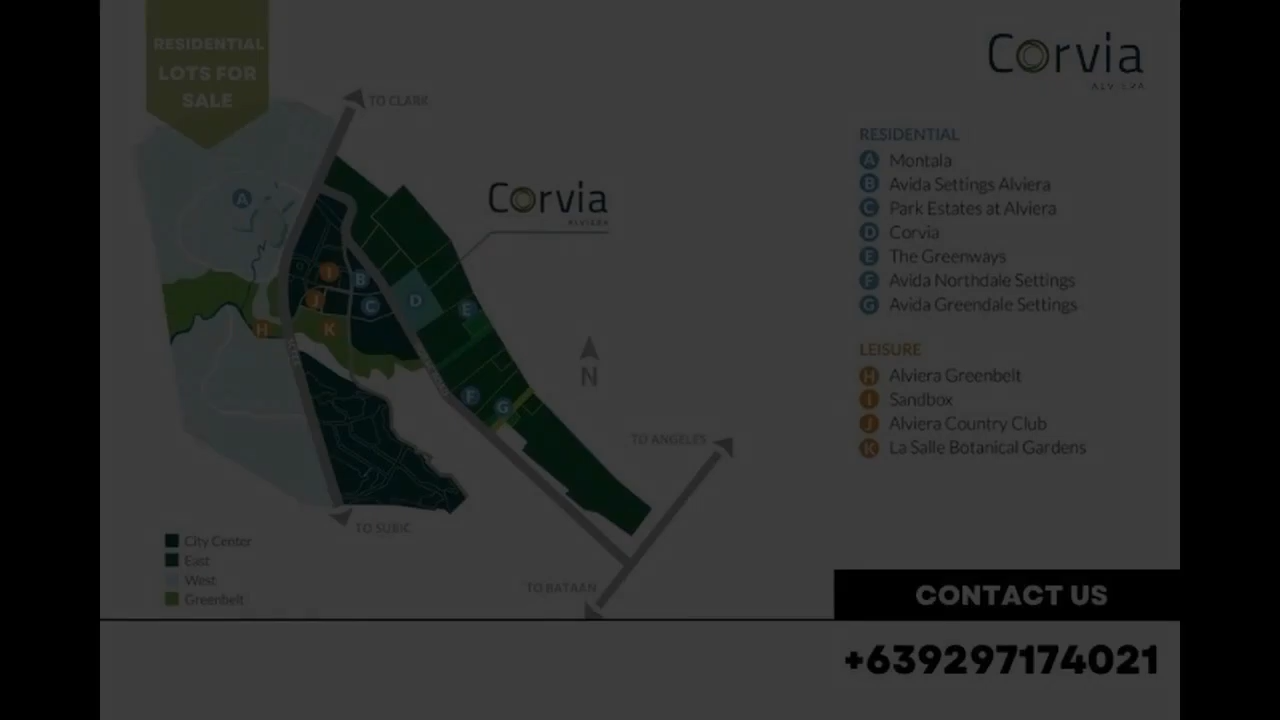 RESIDENTIAL
LOTS FOR
SALE
TO CLARK
Corvia
ALVIERA
Corvia
ALVIERA
RESIDENTIAL
A Montala
B Avida Settings Alviera
C Park Estates at Alviera
D Corvia
E The Greenways
F Avida Northdale Settings
G Avida Greendale Settings
LEISURE
H Alviera Greenbelt
I Sandbox
J Alviera Country Club
K La Salle Botanical Gardens
A
I
B
J
C
D
E
H
K
F
G
N
TO ANGELES
TO SUBIC
TO BATAAN
City Center
East
West
Greenbelt
CONTACT US
+639297174021